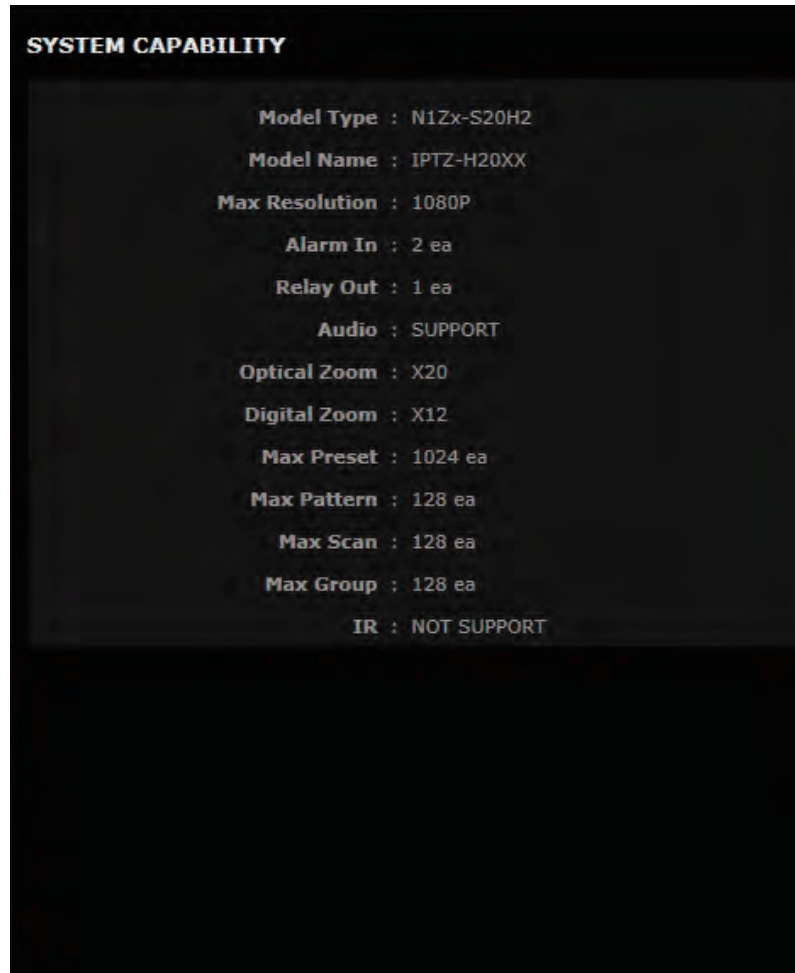 SYSTEM CAPABILITY
Model Type : N1Zx-S20H2
Model Name : IPTZ-H20XX
Max Resolution : 1080P
Alarm In : 2 ea
Relay Out : 1 ea
Audio : SUPPORT
Optical Zoom : X20
Digital Zoom : X12
Max Preset : 1024 ea
Max Pattern : 128 ea
Max Scan : 128 ea
Max Group : 128 ea
IR : NOT SUPPORT